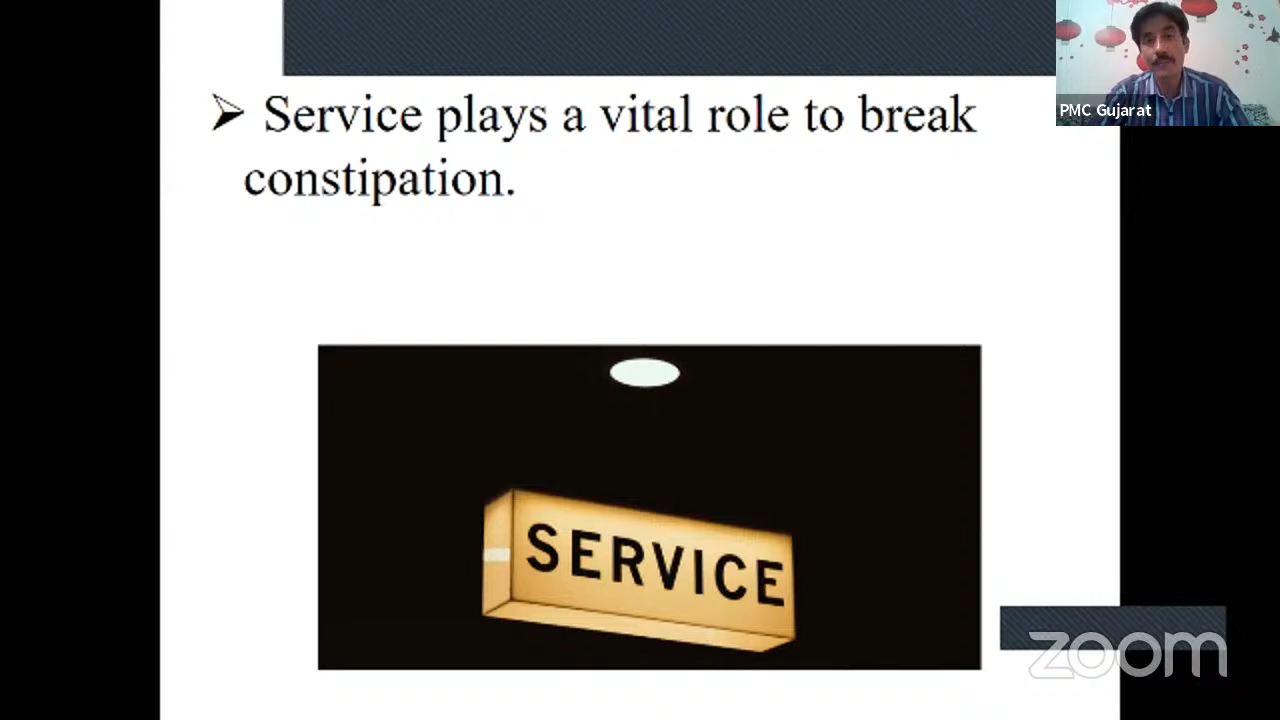 ➢ Service plays a vital role to break
constipation.
PMC Gujarat
SERVICE
zoom